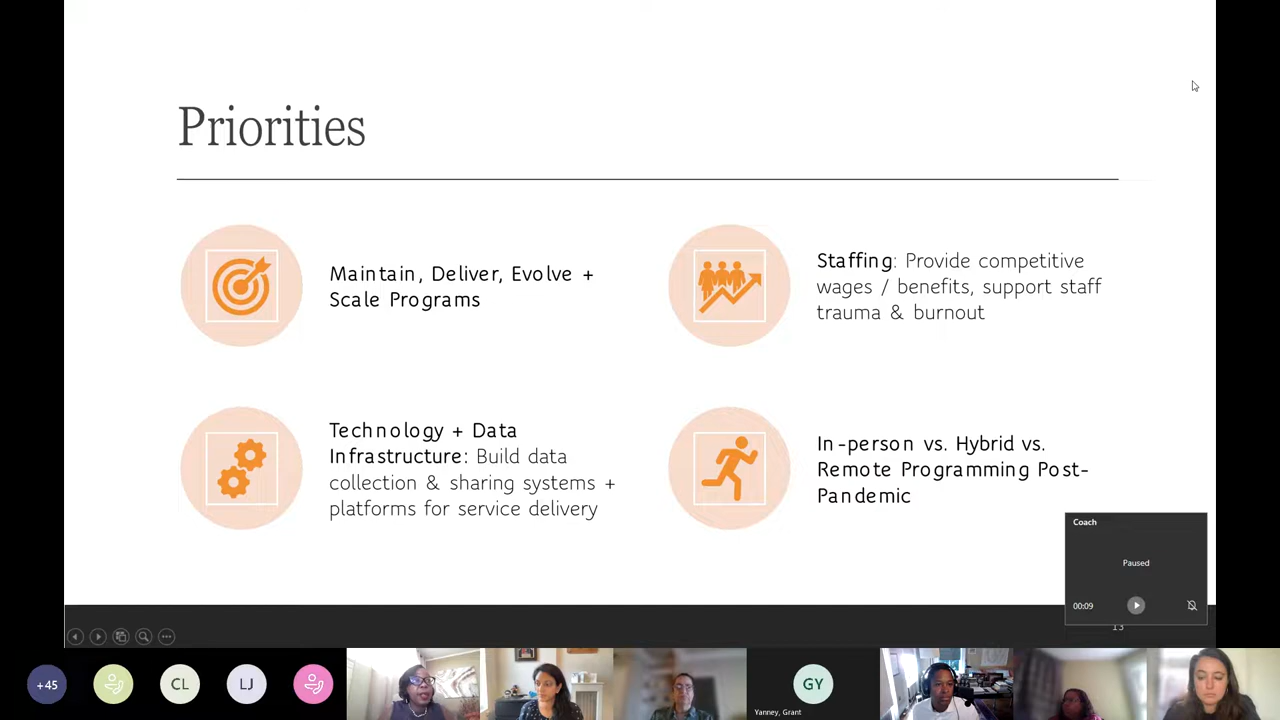 Priorities
Maintain, Deliver, Evolve +
Scale Programs
Staffing: Provide competitive
wages / benefits, support staff
trauma & burnout
Technology + Data
Infrastructure: Build data
collection & sharing systems +
platforms for service delivery
In-person vs. Hybrid vs.
Remote Programming Post-
Pandemic
Coach
Paused
00:09
13
+45
CL
LJ
GY
Yanney, Grant